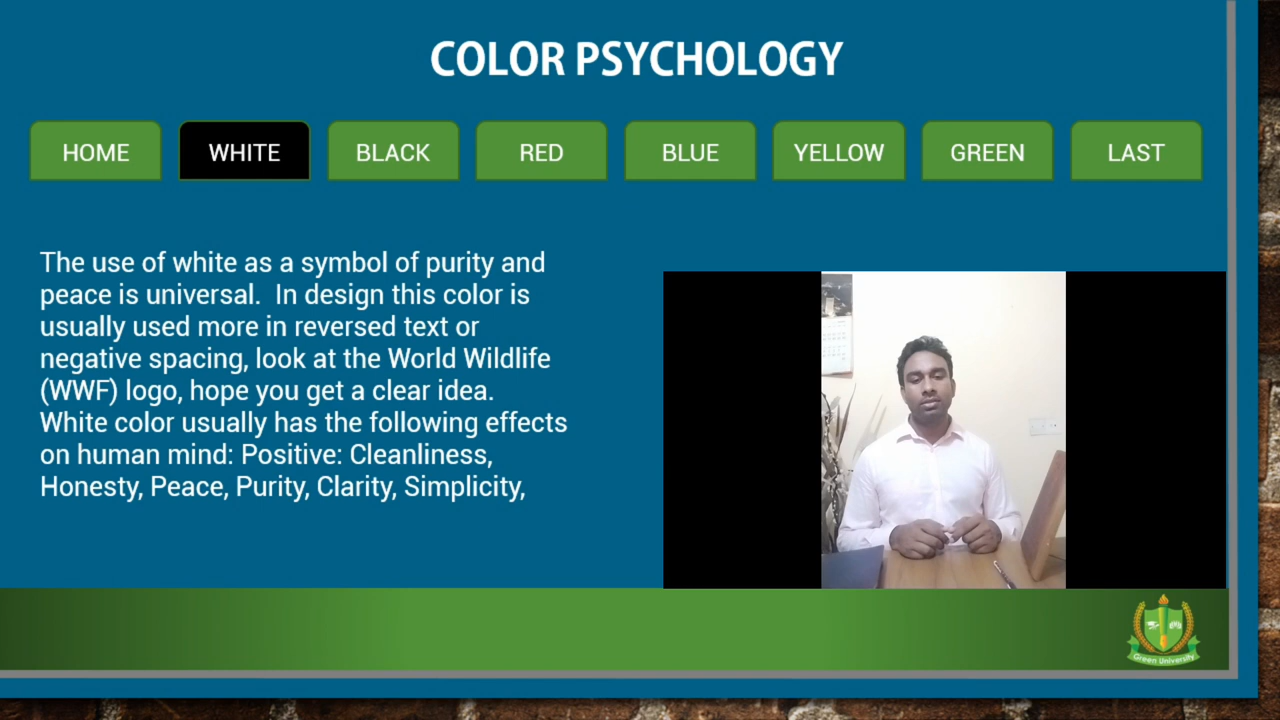 COLOR PSYCHOLOGY
HOME
WHITE
BLACK
RED
BLUE
YELLOW
GREEN
LAST
The use of white as a symbol of purity and
peace is universal.  In design this color is
usually used more in reversed text or
negative spacing, look at the World Wildlife
(WWF) logo, hope you get a clear idea.
White color usually has the following effects
on human mind: Positive: Cleanliness,
Honesty, Peace, Purity, Clarity, Simplicity,
Green University